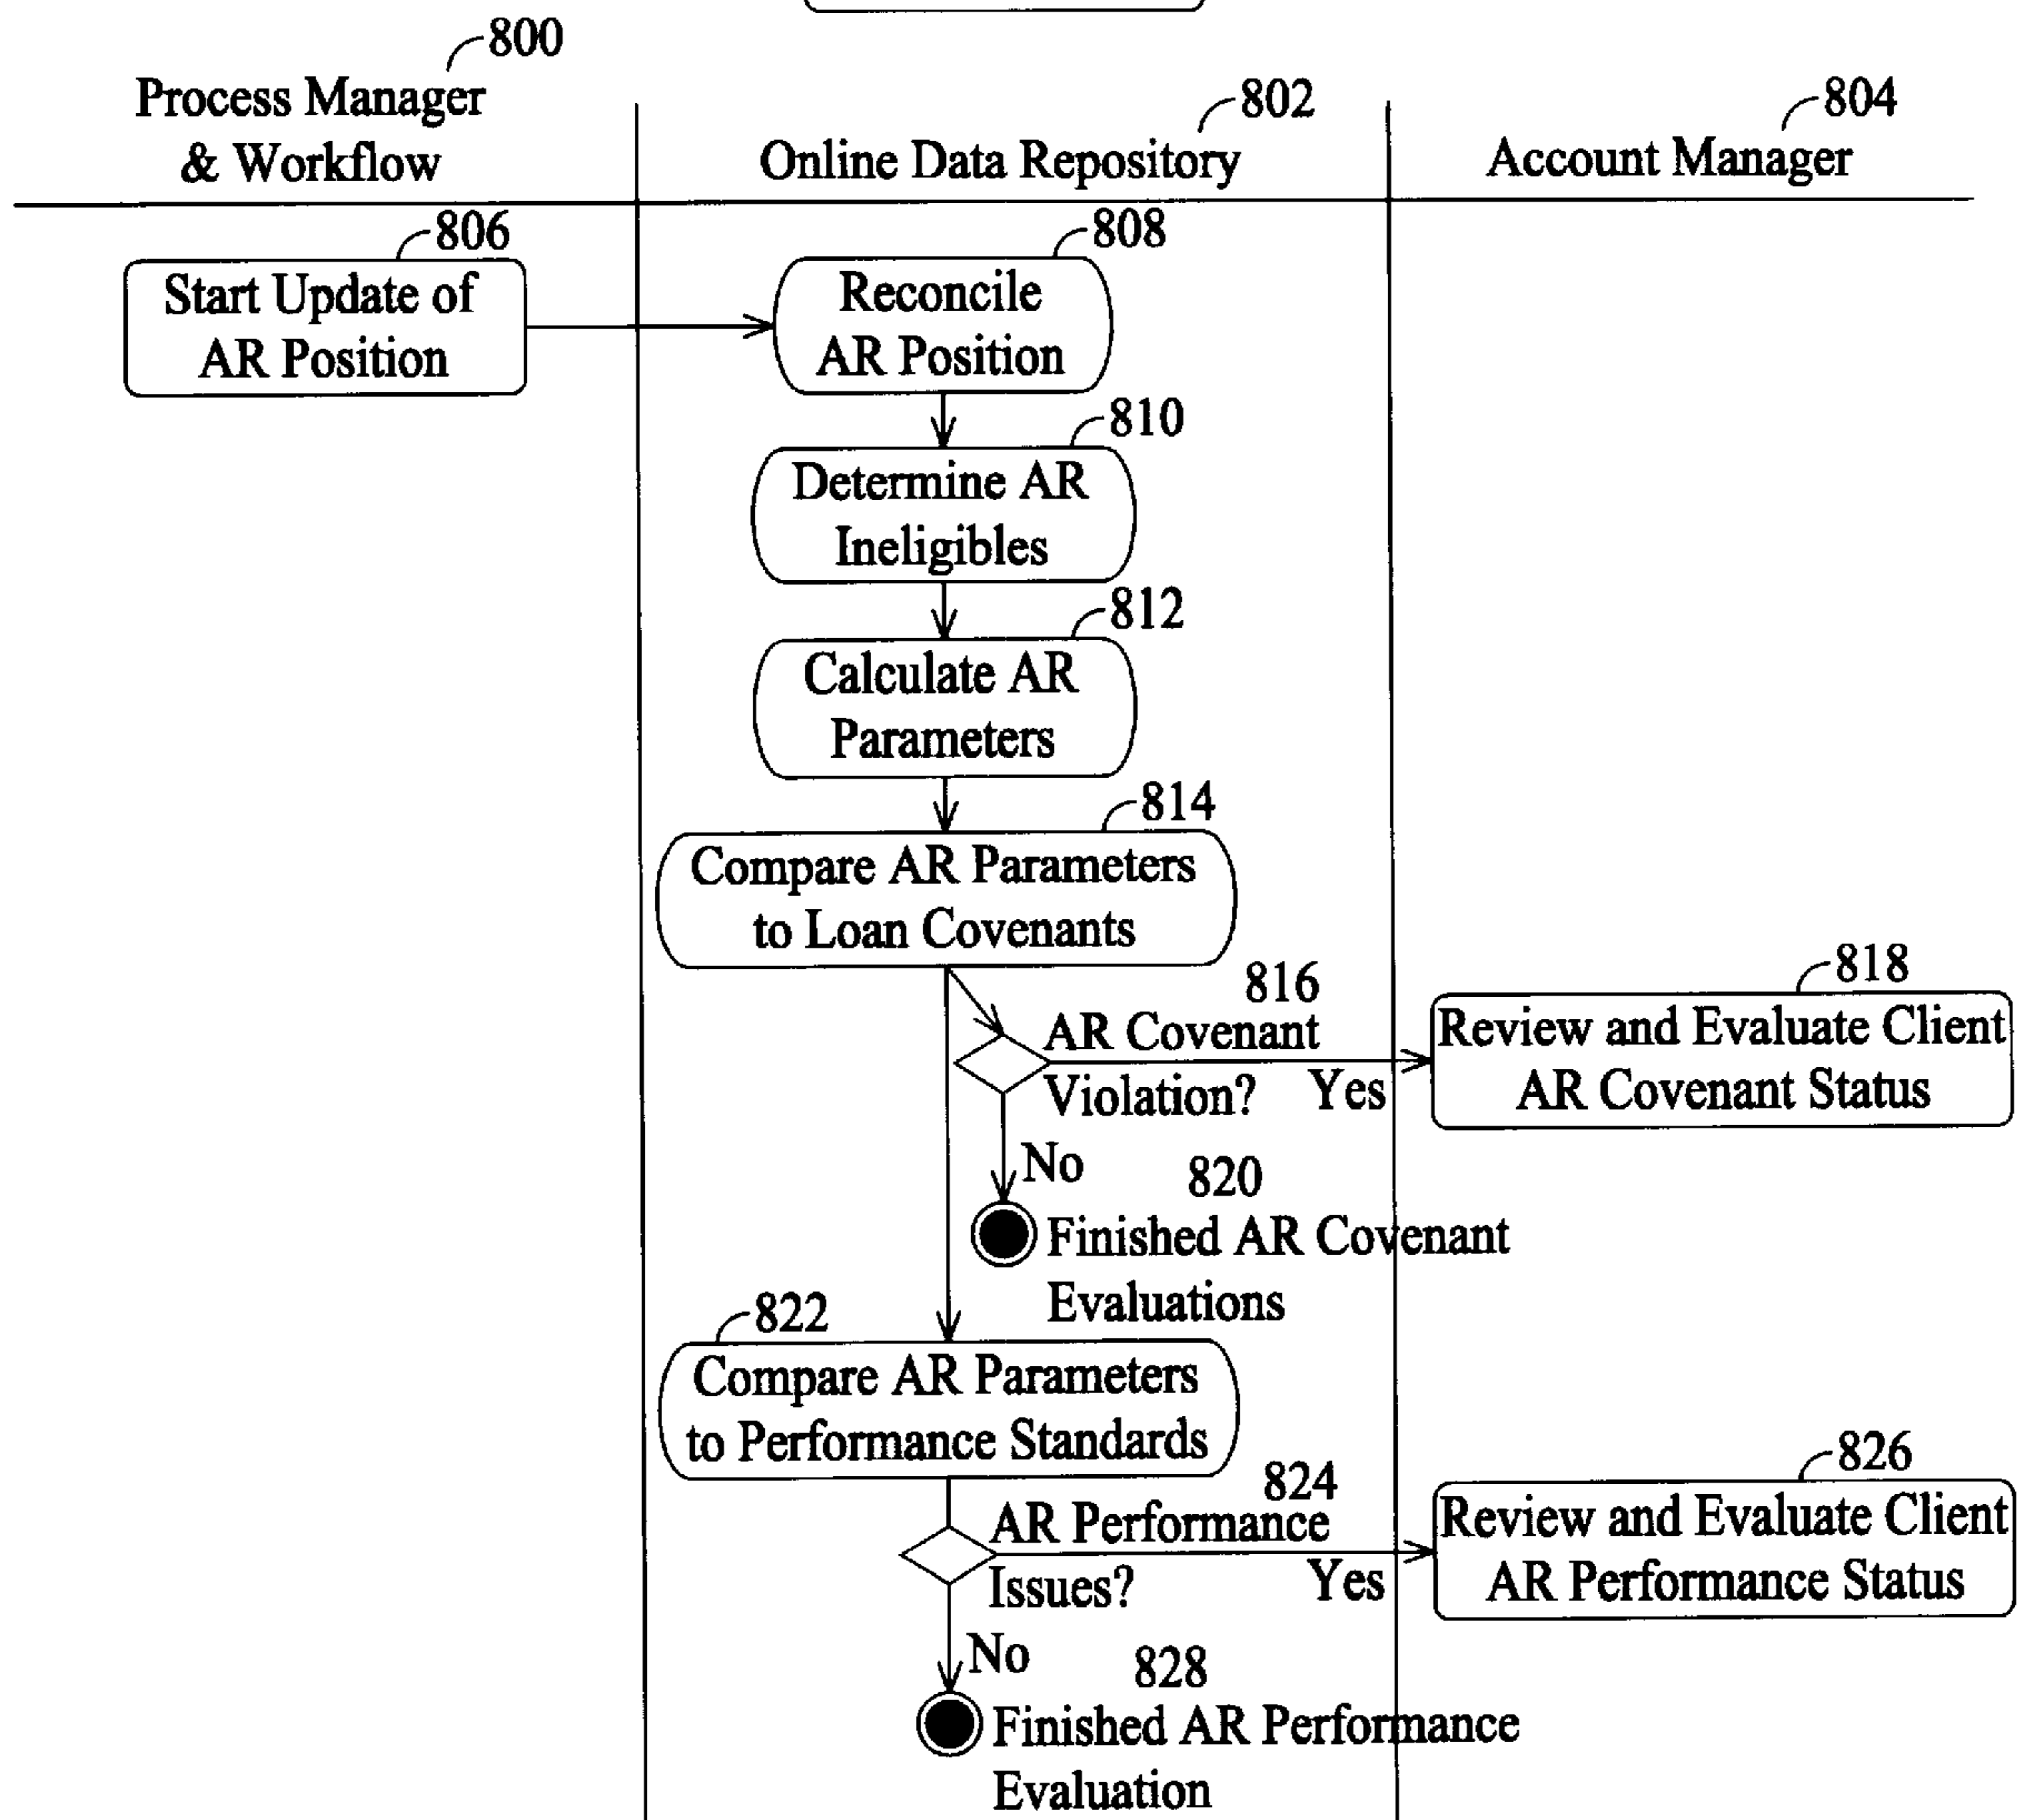 800
Process Manager
& Workflow
802
Online Data Repository
804
Account Manager
806
Start Update of
AR Position
808
Reconcile
AR Position
810
Determine AR
Ineligibles
812
Calculate AR
Parameters
814
Compare AR Parameters
to Loan Covenants
816
AR Covenant
Violation?
Yes
818
Review and Evaluate Client
AR Covenant Status
No
820
Finished AR Covenant
Evaluations
822
Compare AR Parameters
to Performance Standards
824
AR Performance
Issues?
Yes
826
Review and Evaluate Client
AR Performance Status
No
828
Finished AR Performance
Evaluation